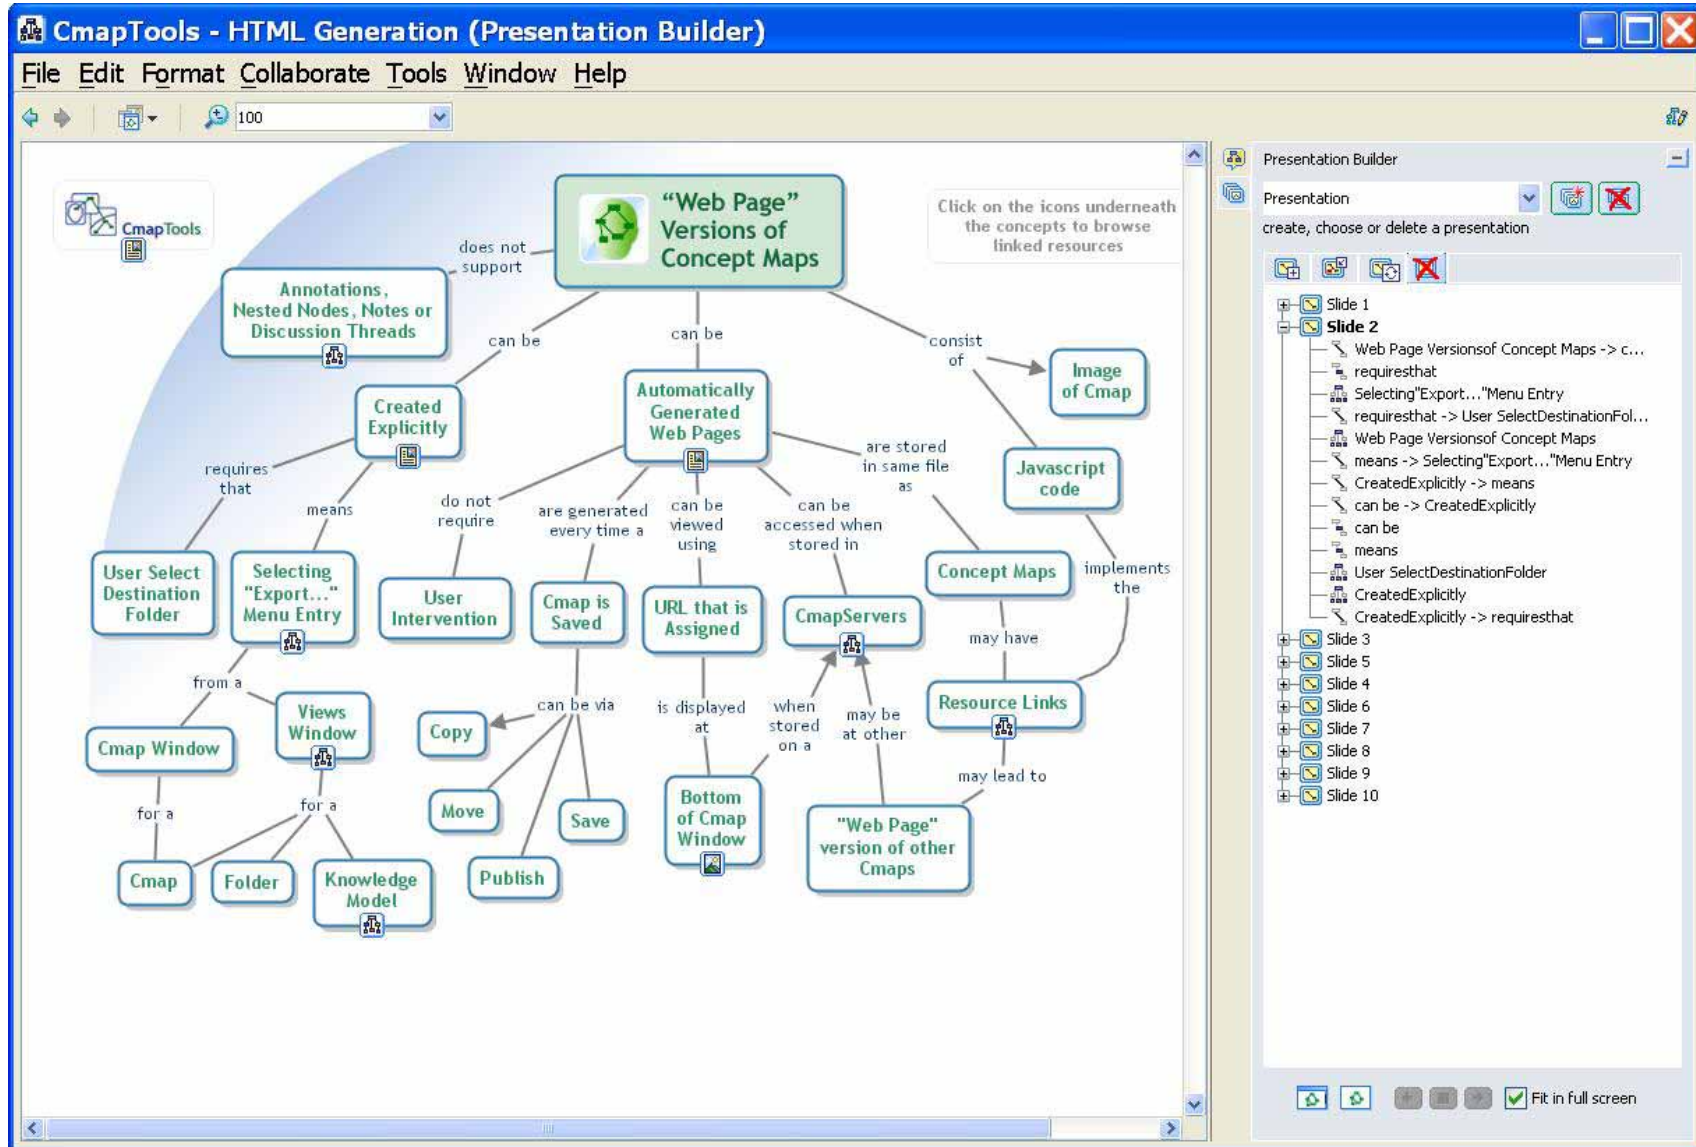 CmapTools - HTML Generation (Presentation Builder)
File Edit Format Collaborate Tools Window Help
100
CmapTools
“Web Page”
Versions of
Concept Maps
Click on the icons underneath
the concepts to browse
linked resources
does not
support
Annotations,
Nested Nodes, Notes or
Discussion Threads
can be
can be
consist
of
Image
of Cmap
Created
Explicitly
Automatically
Generated
Web Pages
are stored
in same file
as
Javascript
code
requires
that
means
do not
require
are generated
every time a
can be
viewed
using
can be
accessed when
stored in
User Select
Destination
Folder
Selecting
"Export..."
Menu Entry
User
Intervention
Cmap is
Saved
URL that is
Assigned
CmapServers
Concept Maps
implements
the
may have
from a
Views
Window
Cmap Window
can be via
Copy
is displayed
at
when
stored
on a
may be
at other
Resource Links
may lead to
for a
for a
Move
Save
Publish
Bottom
of Cmap
Window
"Web Page"
version of other
Cmaps
Cmap
Folder
Knowledge
Model
Presentation Builder
Presentation
create, choose or delete a presentation
Slide 1
Slide 2
Web Page Versionsof Concept Maps -> c...
requiresthat
Selecting"Export..."Menu Entry
requiresthat -> User SelectDestinationFol...
Web Page Versionsof Concept Maps
means -> Selecting"Export..."Menu Entry
CreatedExplicitly -> means
can be -> CreatedExplicitly
can be
means
User SelectDestinationFolder
CreatedExplicitly
CreatedExplicitly -> requiresthat
Slide 3
Slide 5
Slide 4
Slide 6
Slide 7
Slide 8
Slide 9
Slide 10
Fit in full screen